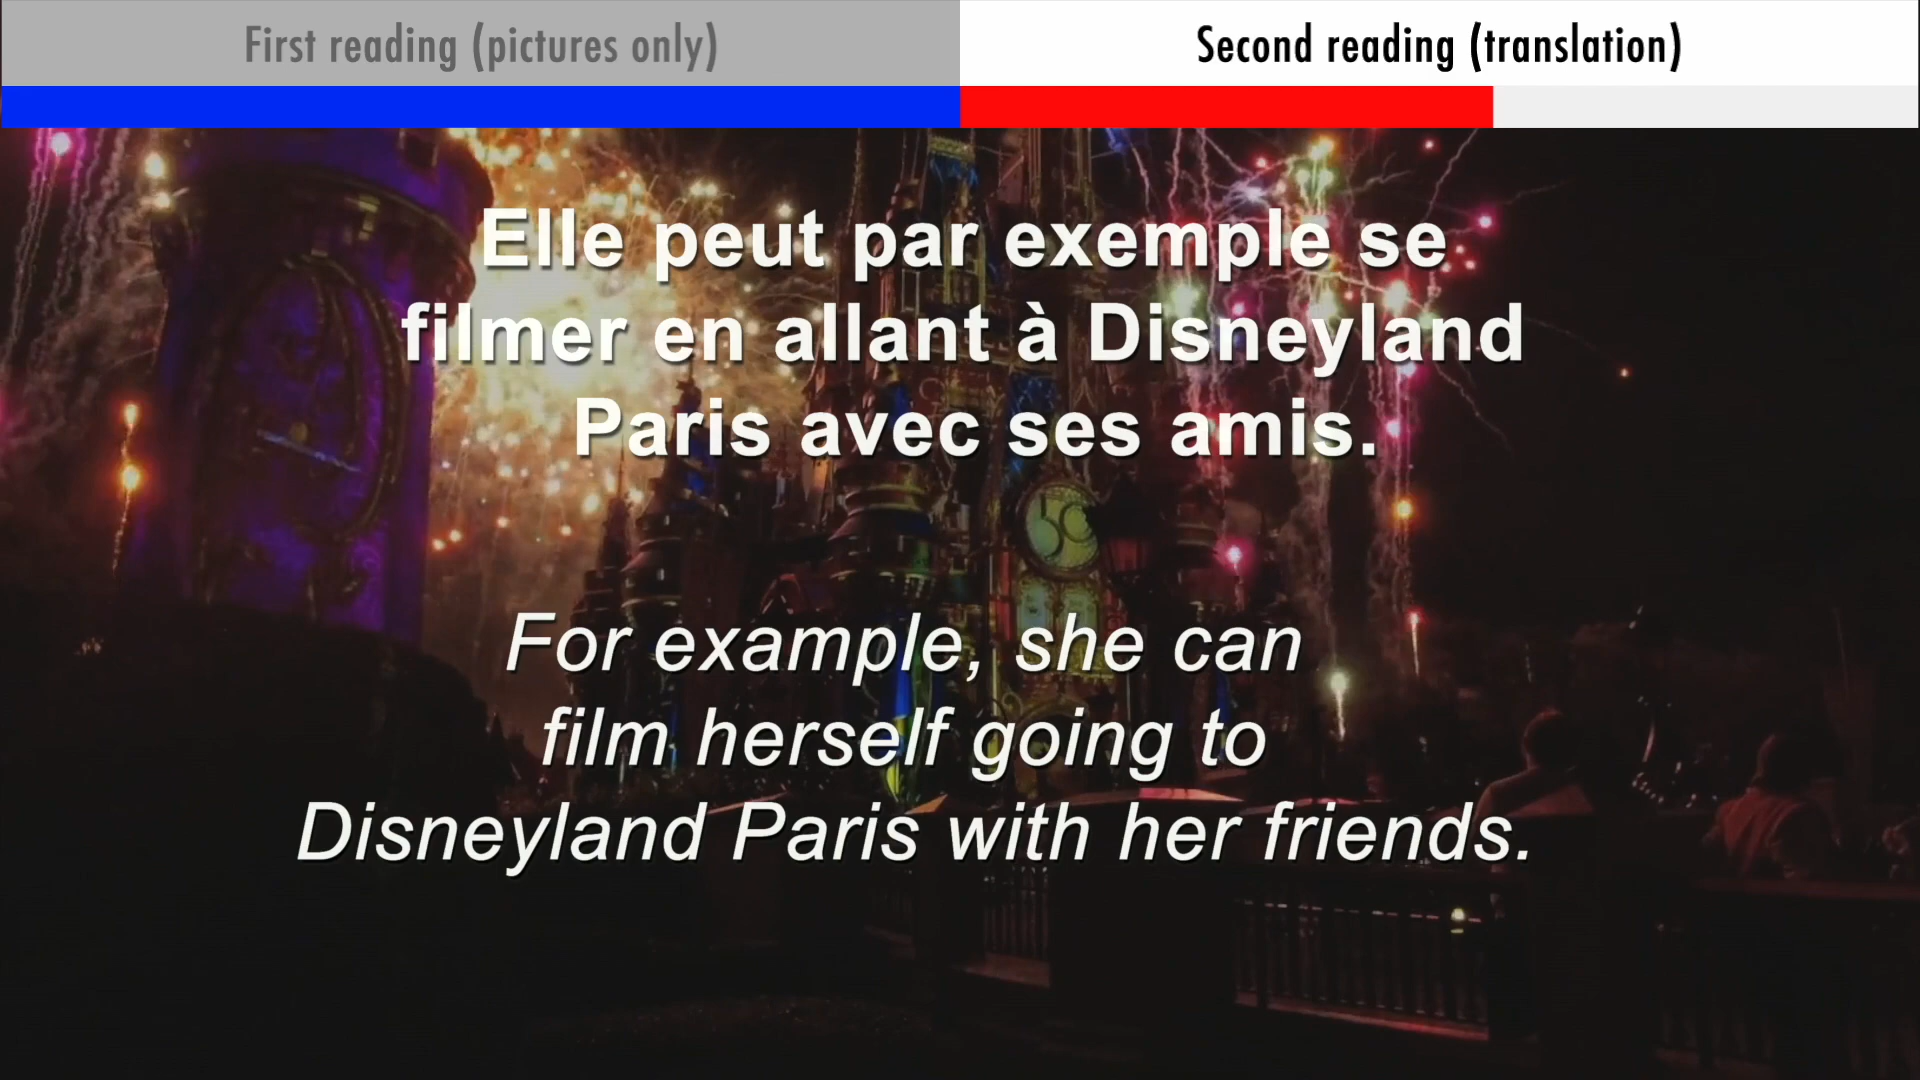 First reading (pictures only)
Second reading (translation)
Elle peut par exemple se
filmer en allant à Disneyland
Paris avec ses amis.
50
For example, she can
film herself going to
Disneyland Paris with her friends.